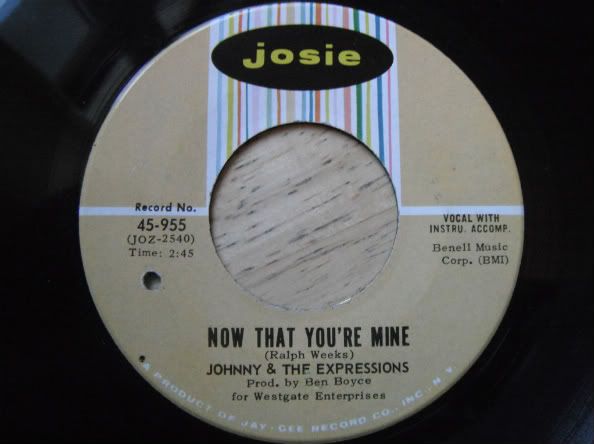 josie
Record No.
45-955
(JOZ-2540)
Time: 2:45
VOCAL WITH
INSTRU. ACCOMP.
Benell Music
Corp. (BMI)
NOW THAT YOU'RE MINE
(Ralph Weeks)
JOHNNY & THE EXPRESSIONS
Prod. by Ben Boyce
for Westgate Enterprises
A PRODUCT OF JAY-GEE RECORD CO., INC., N.Y.